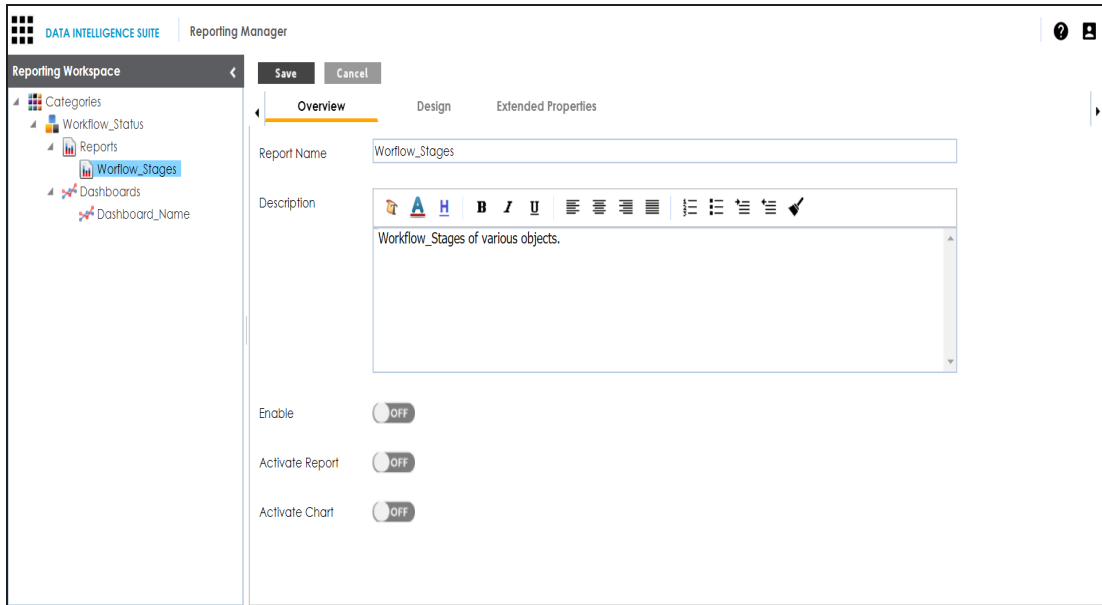 DATA INTELLIGENCE SUITE Reporting Manager
Reporting Workspace
Save Cancel
Categories
Workflow_Status
Reports
Worflow_Stages
Dashboards
Dashboard_Name
Overview Design Extended Properties
Report Name Worflow_Stages
Description
A H B I U
Workflow_Stages of various objects.
Enable OFF
Activate Report OFF
Activate Chart OFF